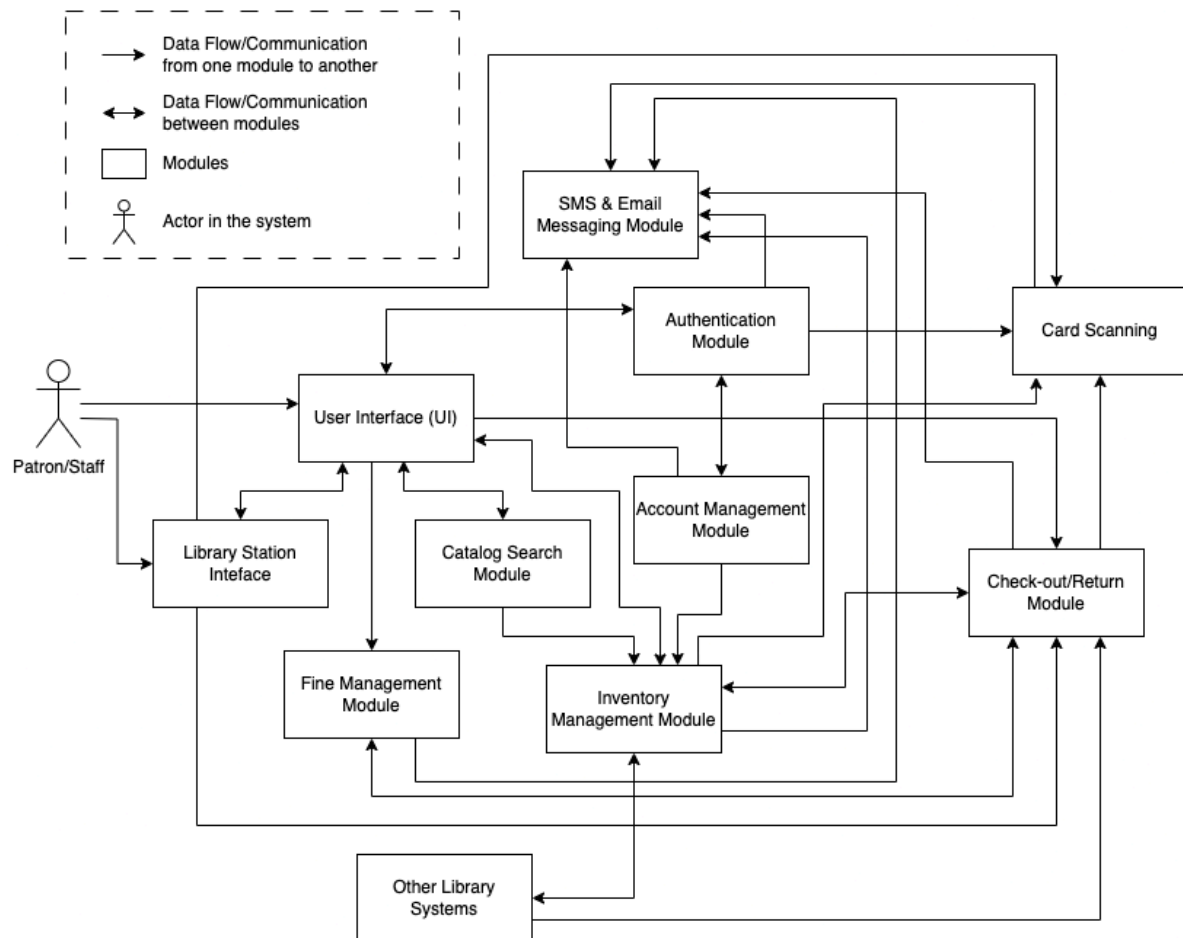 Data Flow/Communication
from one module to another
Data Flow/Communication
between modules
Modules
Actor in the system
SMS & Email
Messaging Module
Authentication
Module
Card Scanning
User Interface (UI)
Patron/Staff
Account Management
Module
Library Station
Inteface
Catalog Search
Module
Check-out/Return
Module
Fine Management
Module
Inventory
Management Module
Other Library
Systems